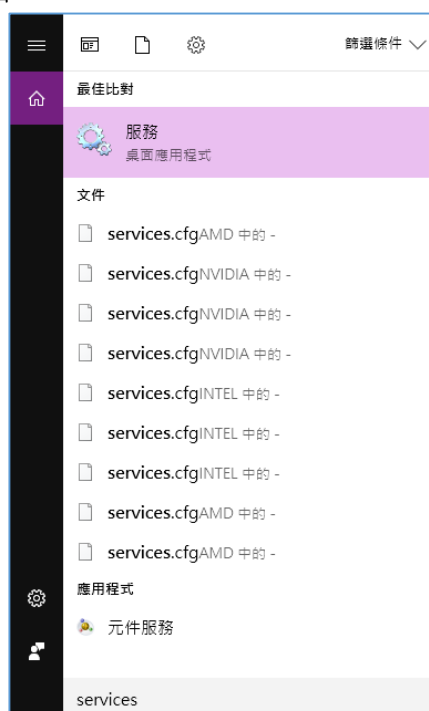 篩選條件
最佳比對
服務
桌面應用程式
文件
services.cfgAMD 中的 -
services.cfgNVIDIA 中的 -
services.cfgNVIDIA 中的 -
services.cfgNVIDIA 中的 -
services.cfgINTEL 中的 -
services.cfgINTEL 中的 -
services.cfgINTEL 中的 -
services.cfgAMD 中的 -
services.cfgAMD 中的 -
應用程式
元件服務
services